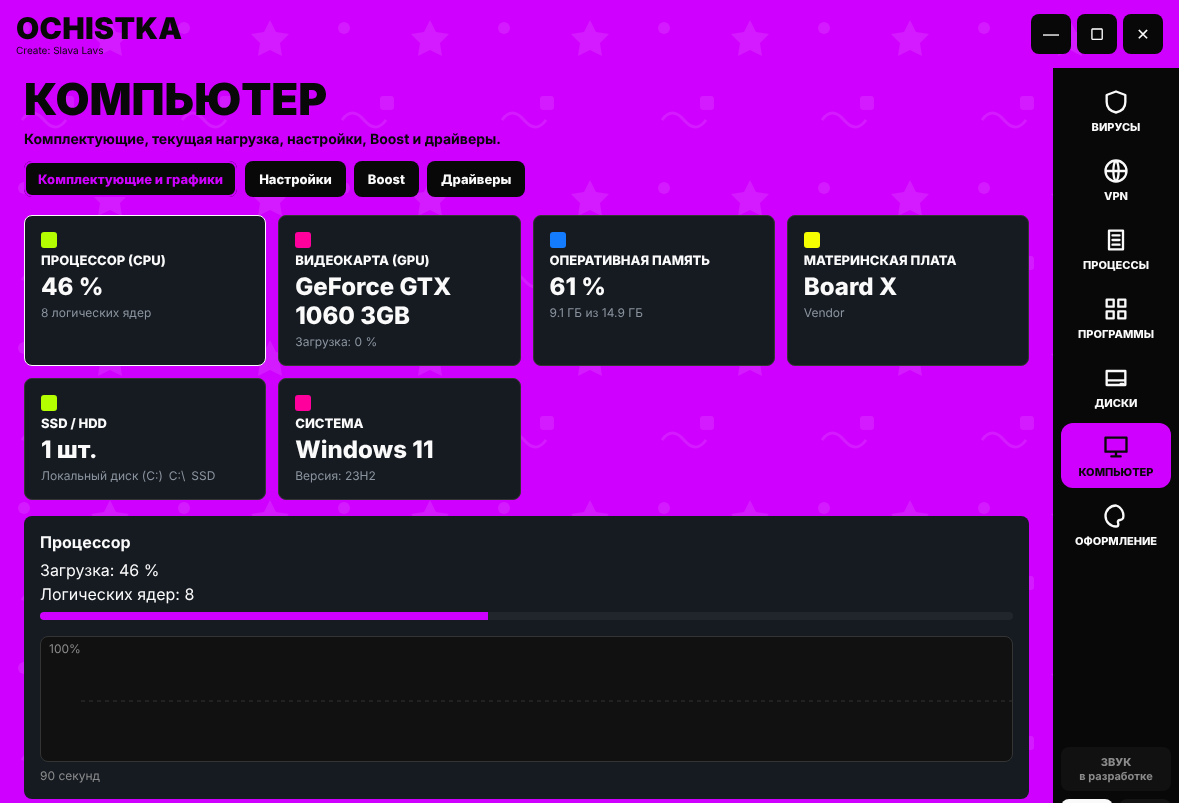 OCHISTKA
Create: Slava Lavs
КОМПЬЮТЕР
Комплектующие, текущая нагрузка, настройки, Boost и драйверы.
Комплектующие и графики
Настройки
Boost
Драйверы
ПРОЦЕССОР (CPU)
46 %
8 логических ядер
ВИДЕОКАРТА (GPU)
GeForce GTX
1060 3GB
Загрузка: 0 %
ОПЕРАТИВНАЯ ПАМЯТЬ
61 %
9.1 ГБ из 14.9 ГБ
МАТЕРИНСКАЯ ПЛАТА
Board X
Vendor
SSD / HDD
1 шт.
Локальный диск (C:) C:\ SSD
СИСТЕМА
Windows 11
Версия: 23H2
Процессор
Загрузка: 46 %
Логических ядер: 8
100%
90 секунд
ВИРУСЫ
VPN
ПРОЦЕССЫ
ПРОГРАММЫ
ДИСКИ
КОМПЬЮТЕР
ОФОРМЛЕНИЕ
ЗВУК
в разработке